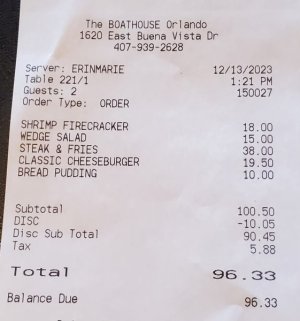 The BOATHOUSE Orlando
1620 East Buena Vista Dr
407-939-2628
Server: ERINMARIE 12/13/2023
Table 221/1 1:21 PM
Guests: 2 150027
Order Type: ORDER
SHRIMP FIRECRACKER 18.00
WEDGE SALAD 15.00
STEAK & FRIES 38.00
CLASSIC CHEESEBURGER 19.50
BREAD PUDDING 10.00
Subtotal 100.50
DISC -10.05
Disc Sub Total 90.45
Tax 5.88
Total 96.33
Balance Due 96.33